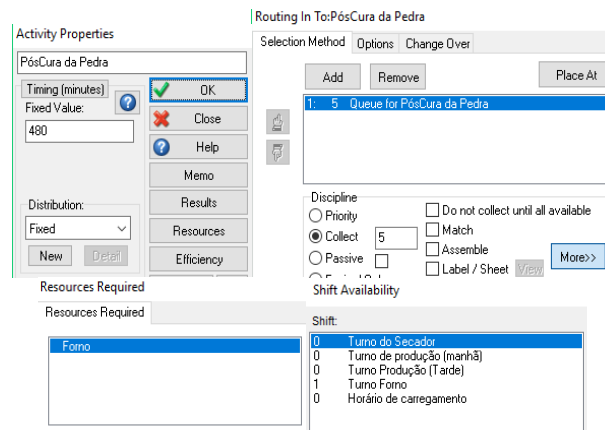 Activity Properties
PósCura da Pedra
Timing (minutes)
Fixed Value:
480
Distribution:
Fixed
New
Detail
OK
Close
Help
Memo
Results
Resources
Efficiency
Routing In To:PósCura da Pedra
Selection Method Options Change Over
Add Remove Place At
1: 5 Queue for PósCura da Pedra
Discipline
Priority
Collect 5
Passive
Do not collect until all available
Match
Assemble
Label / Sheet View
More>>
Resources Required
Resources Required
Forno
Shift Availability
Shift:
0 Turno do Secador
0 Turno de produção (manhã)
0 Turno Produção (Tarde)
1 Turno Forno
0 Horário de carregamento